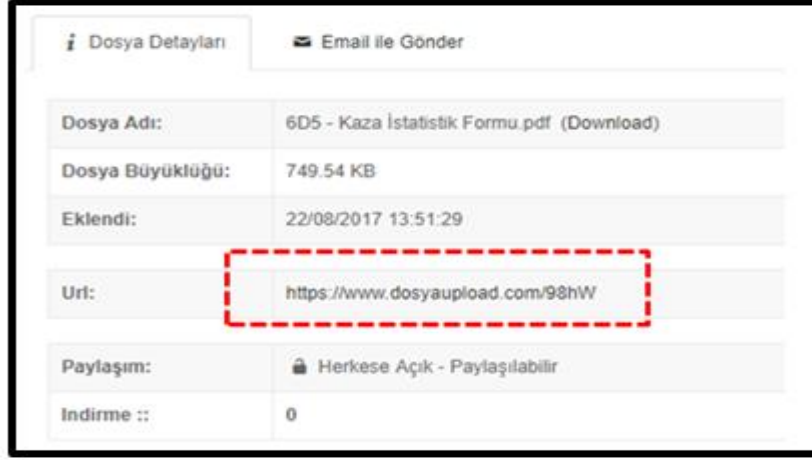 i Dosya Detayları Email ile Gönder
Dosya Adı: 6D5 - Kaza İstatistik Formu.pdf (Download)
Dosya Büyüklüğü: 749.54 KB
Eklendi: 22/08/2017 13:51:29
Url: https://www.dosyaupload.com/98hW
Paylaşım: Herkese Açık - Paylaşılabilir
Indirme :: 0